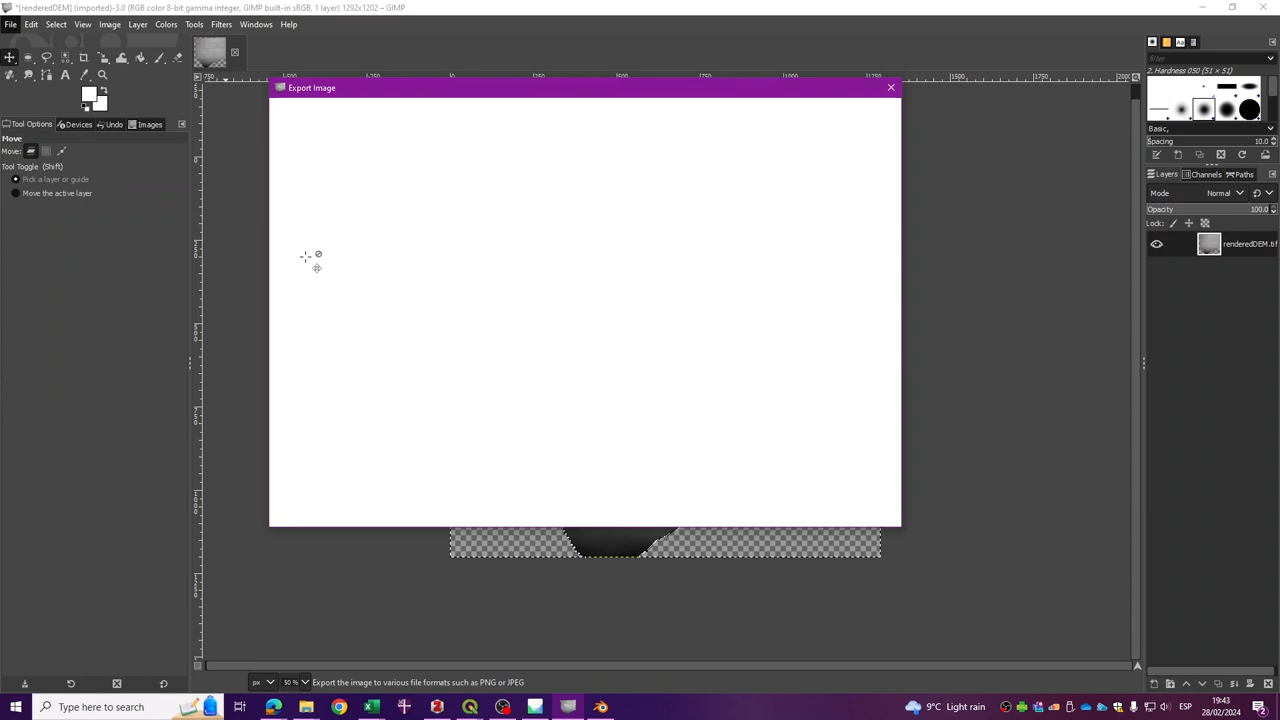 *[renderedDEM] (imported)-3.0 (RGB color 8-bit gamma integer, GIMP built-in sRGB, 1 layer) 1292x1202 – GIMP
File Edit Select View Image Layer Colors Tools Filters Windows Help
Export Image
Tool Options Devices Undo Images
Move
Move:
Tool Toggle (Shift)
Pick a layer or guide
Move the active layer
filter
2. Hardness 050 (51 × 51)
Basic,
Spacing 10.0
Layers Channels Paths
Mode Normal
Opacity 100.0
Lock:
renderedDEM.tif
px 50 % Export the image to various file formats such as PNG or JPEG
Type here to search
9°C Light rain
ESP
19:43
28/02/2024
2